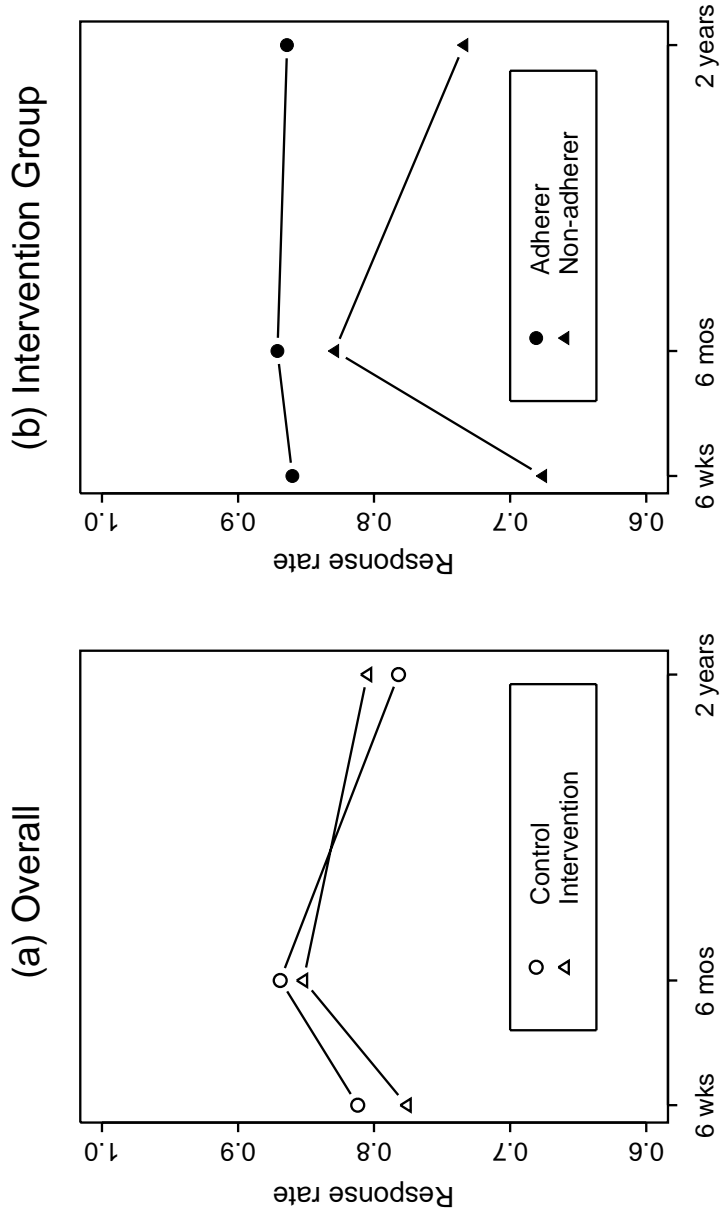 (a) Overall
Response rate
1.0
0.9
0.8
0.7
0.6
6 wks
6 mos
2 years
Control
Intervention
(b) Intervention Group
Response rate
1.0
0.9
0.8
0.7
0.6
6 wks
6 mos
2 years
Adherer
Non-adherer